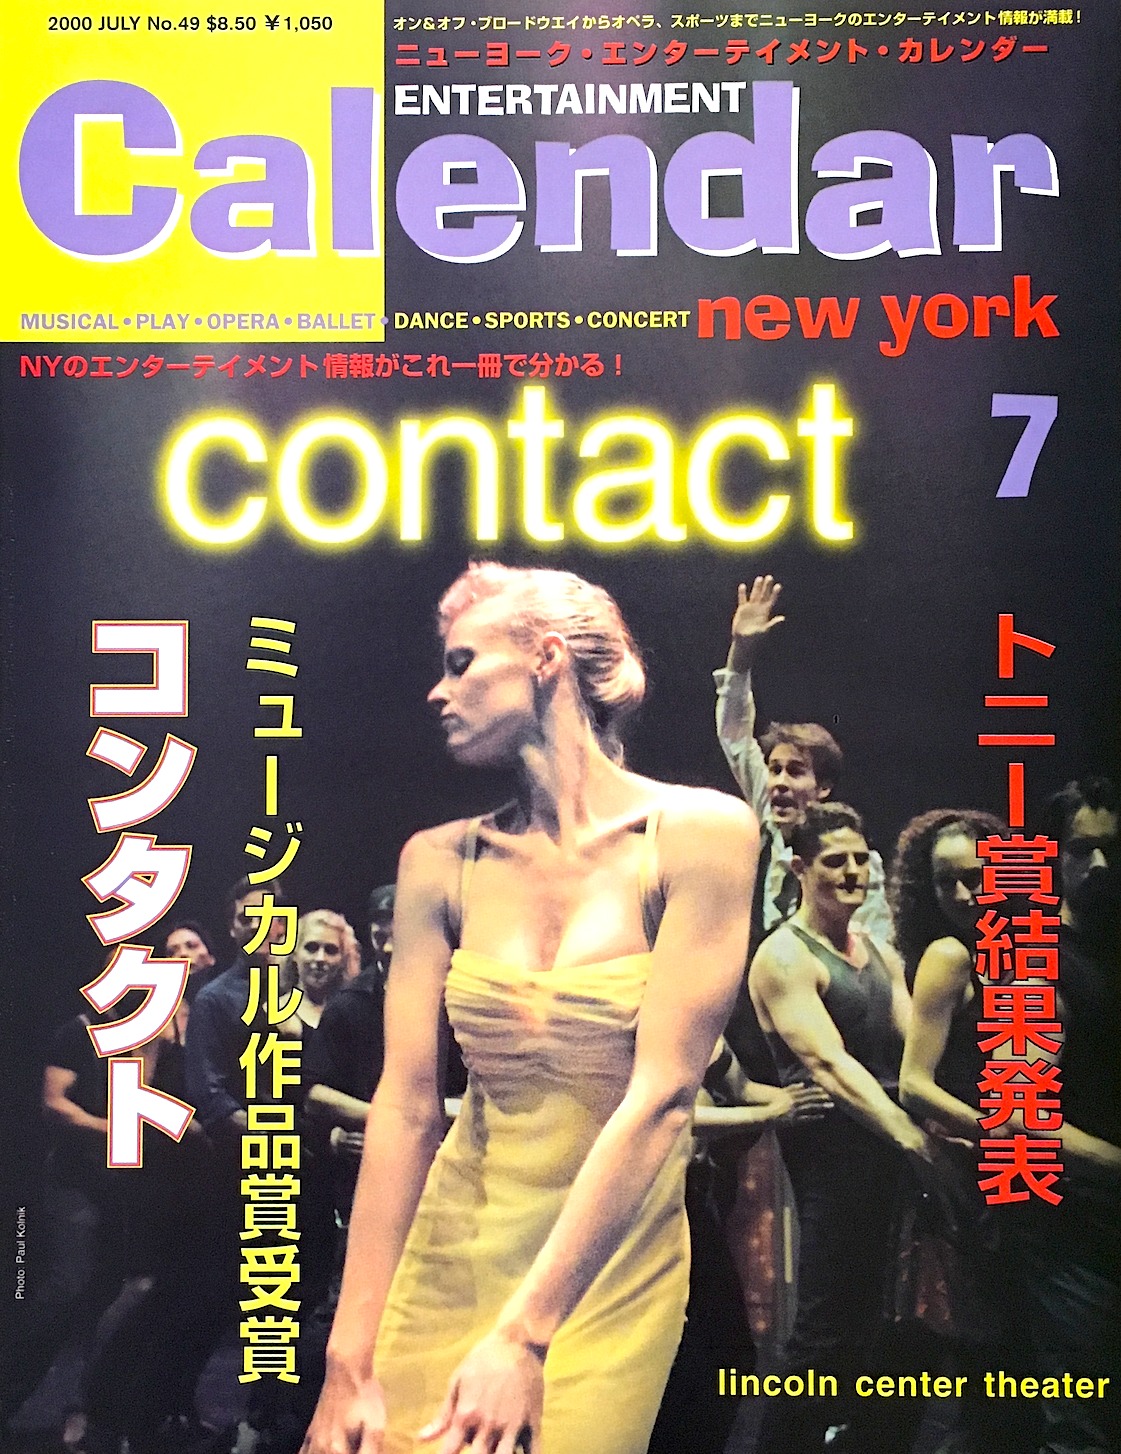 2000 JULY No.49 $8.50 ¥1,050
オン&オフ・ブロードウエイからオペラ、スポーツまでニューヨークのエンターテイメント情報が満載!
ニューヨーク・エンターテイメント・カレンダー
ENTERTAINMENT
Calendar
MUSICAL•PLAY•OPERA•BALLET•DANCE•SPORTS•CONCERT
new york
NYのエンターテイメント情報がこれ一冊で分かる!
contact
7
トニー賞結果発表
ミュージカル作品賞受賞
コンタクト
Photo: Paul Kolnik
lincoln center theater